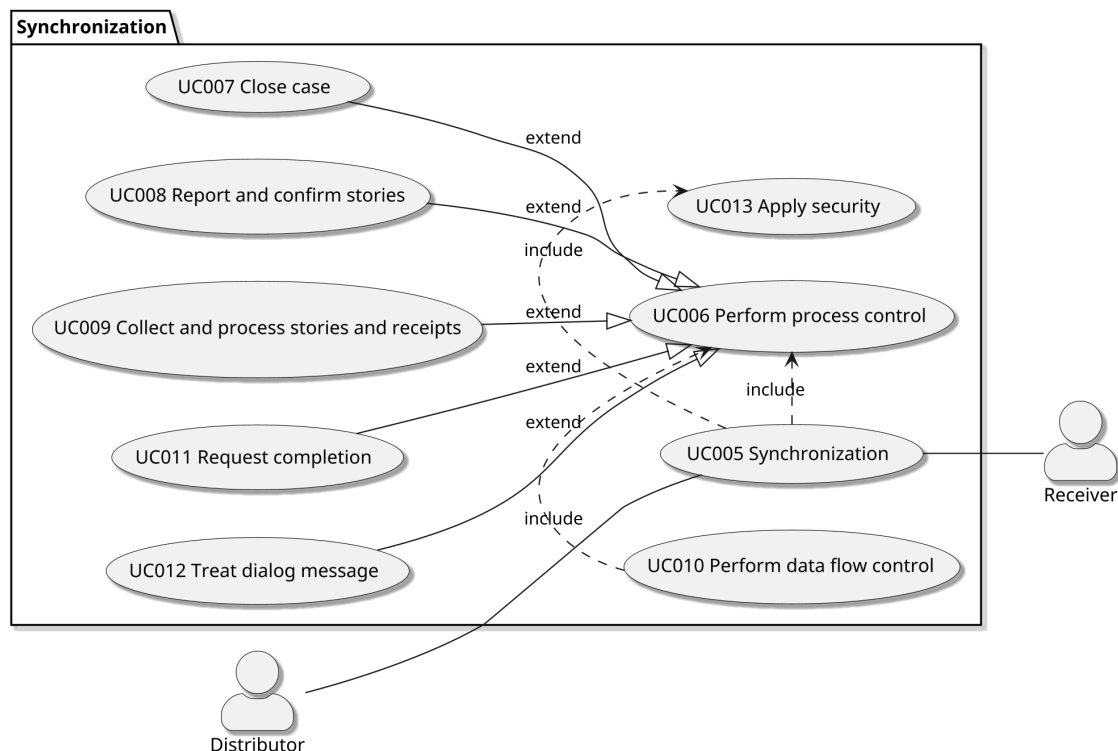 Synchronization
UC007 Close case
extend
UC008 Report and confirm stories
extend
UC013 Apply security
include
UC009 Collect and process stories and receipts
extend
UC006 Perform process control
extend
include
extend
UC011 Request completion
UC005 Synchronization
Receiver
include
UC012 Treat dialog message
UC010 Perform data flow control
Distributor